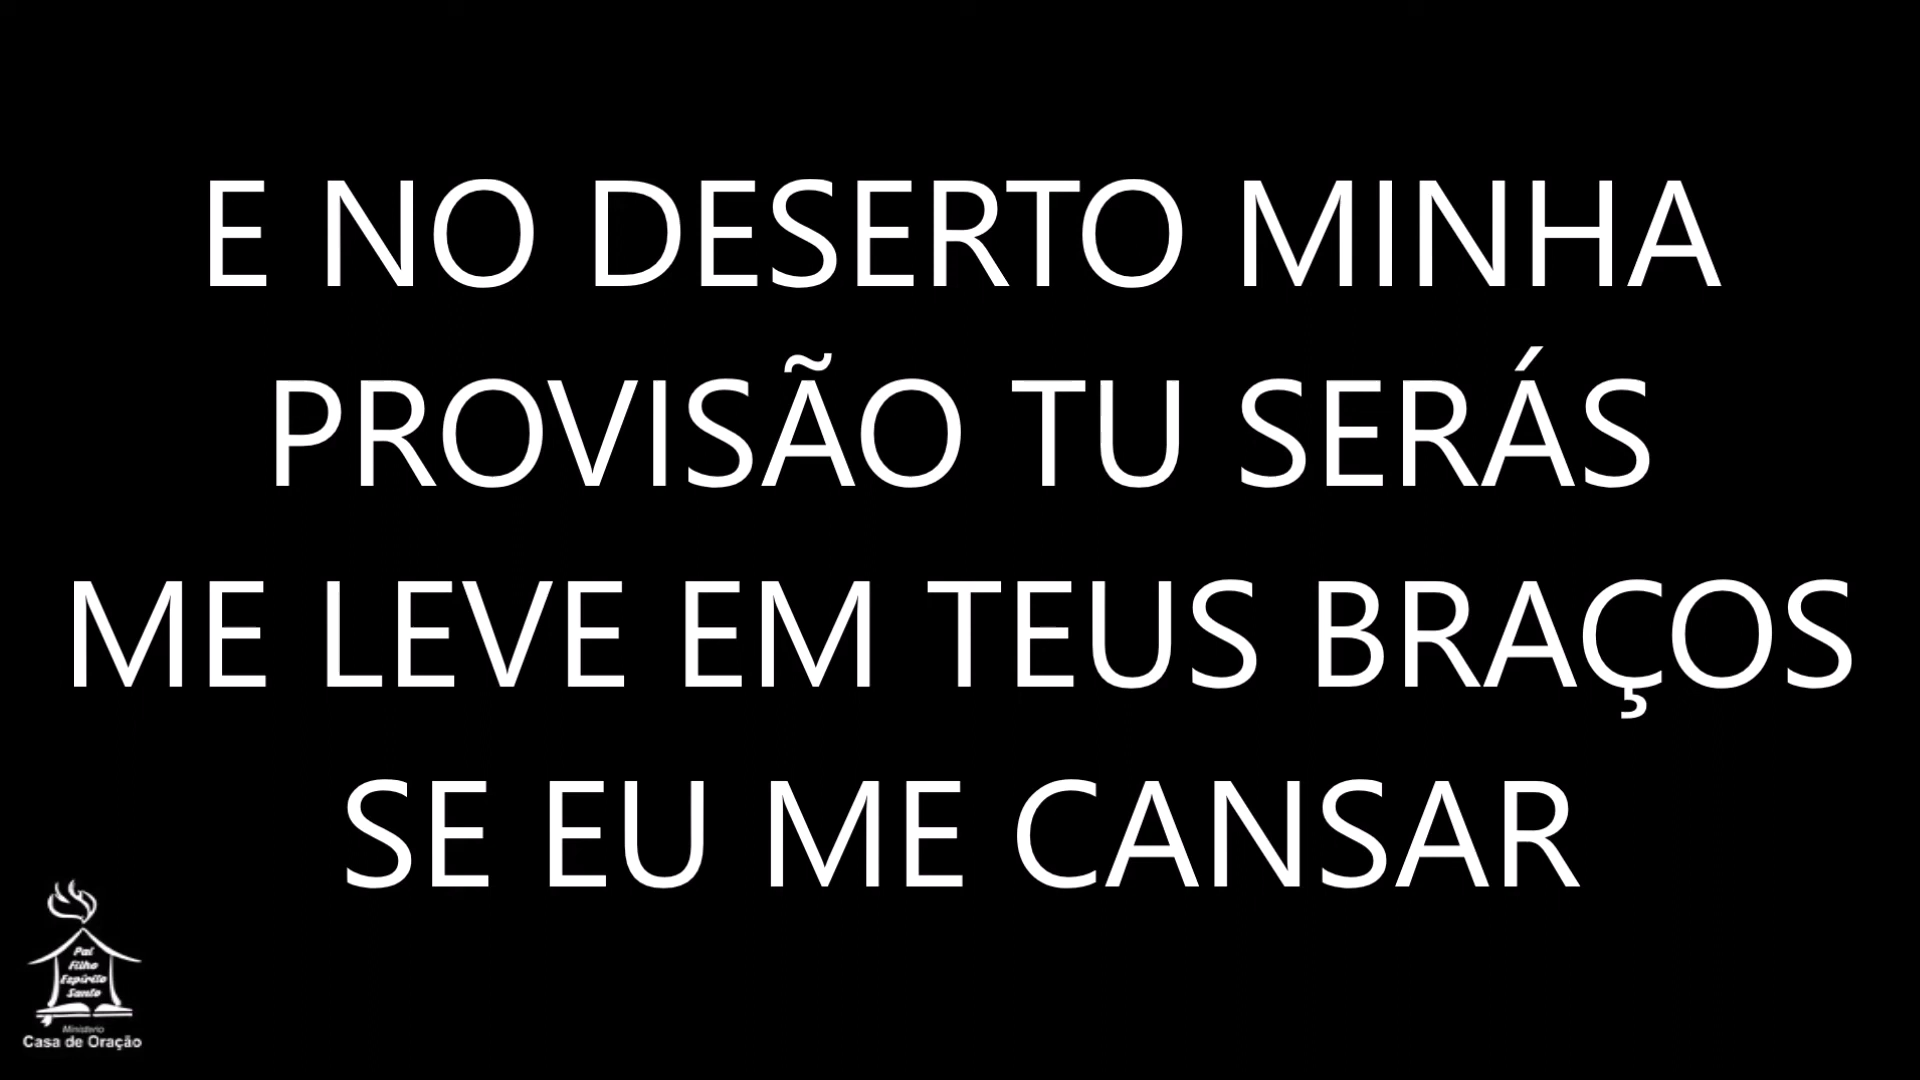 E NO DESERTO MINHA
PROVISÃO TU SERÁS
ME LEVE EM TEUS BRAÇOS
SE EU ME CANSAR
Pai
Filho
Espírito
Santo
Ministerio
Casa de Oração